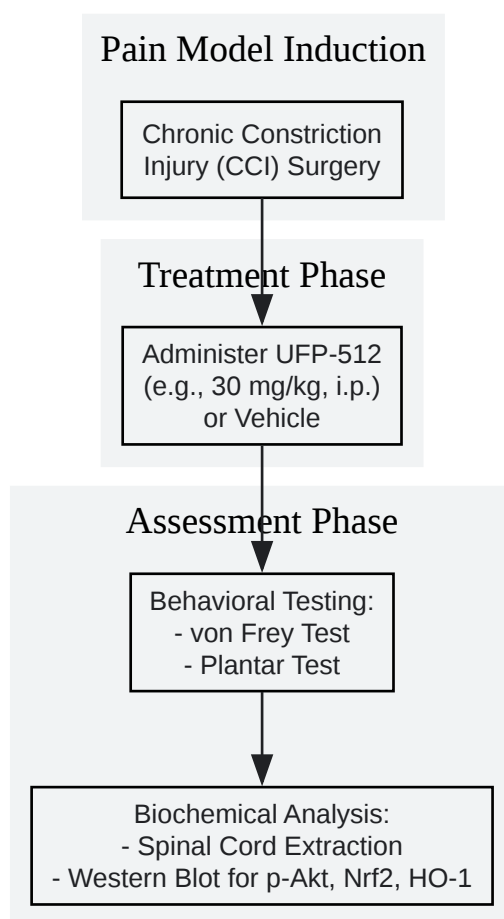 Pain Model Induction
Chronic Constriction
Injury (CCI) Surgery
Treatment Phase
Administer UFP-512
(e.g., 30 mg/kg, i.p.)
or Vehicle
Assessment Phase
Behavioral Testing:
- von Frey Test
- Plantar Test
Biochemical Analysis:
- Spinal Cord Extraction
- Western Blot for p-Akt, Nrf2, HO-1